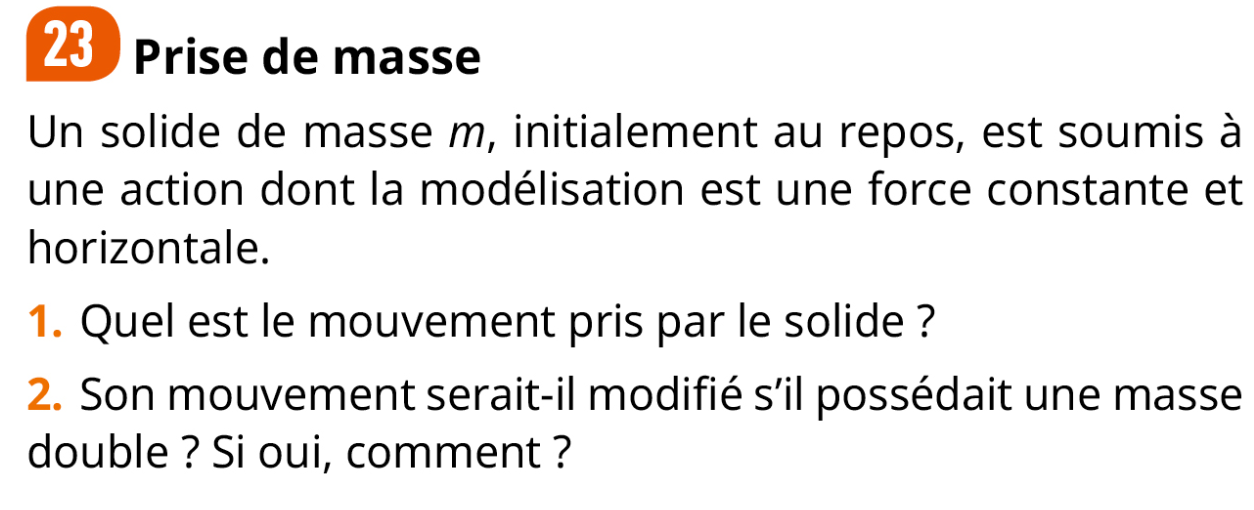 23 Prise de masse
Un solide de masse m, initialement au repos, est soumis à
une action dont la modélisation est une force constante et
horizontale.
1. Quel est le mouvement pris par le solide ?
2. Son mouvement serait-il modifié s’il possédait une masse
double ? Si oui, comment ?